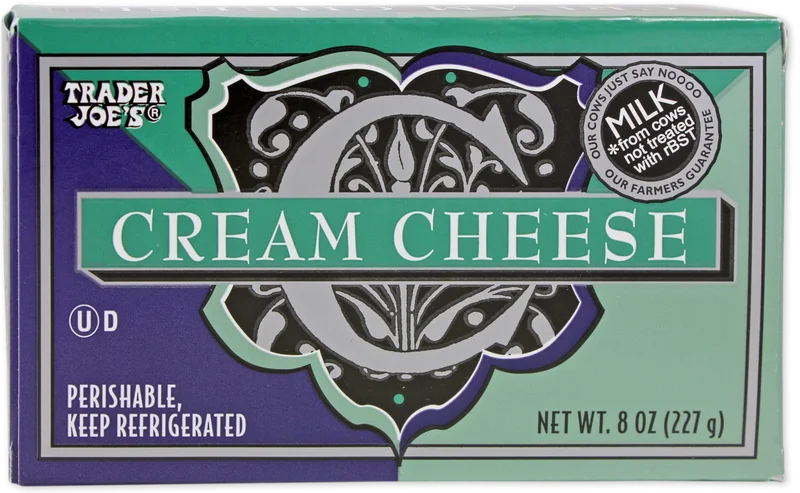 TRADER
JOE'S®
OUR COWS JUST SAY NOOOO
MILK
*from cows
not treated
with rBST
OUR FARMERS GUARANTEE
CREAM CHEESE
U D
PERISHABLE,
KEEP REFRIGERATED
NET WT. 8 OZ (227 g)